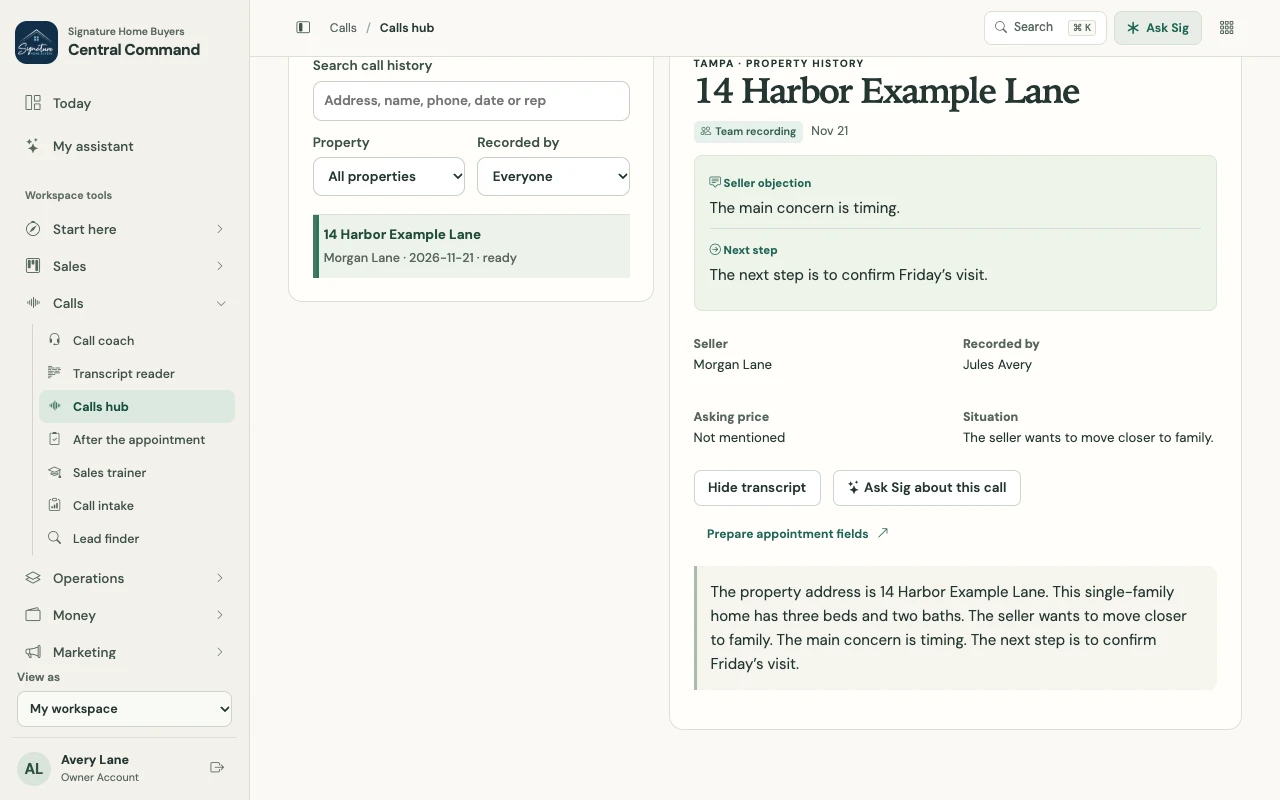 Signature Home Buyers
Central Command
Today
My assistant
Workspace tools
Start here
Sales
Calls
Call coach
Transcript reader
Calls hub
After the appointment
Sales trainer
Call intake
Lead finder
Operations
Money
Marketing
View as
My workspace
AL
Avery Lane
Owner Account
Calls / Calls hub
Search ⌘ K
Ask Sig
Search call history
Address, name, phone, date or rep
Property
All properties
Recorded by
Everyone
14 Harbor Example Lane
Morgan Lane · 2026-11-21 · ready
TAMPA · PROPERTY HISTORY
14 Harbor Example Lane
Team recording Nov 21
Seller objection
The main concern is timing.
Next step
The next step is to confirm Friday’s visit.
Seller
Morgan Lane
Recorded by
Jules Avery
Asking price
Not mentioned
Situation
The seller wants to move closer to family.
Hide transcript
Ask Sig about this call
Prepare appointment fields
The property address is 14 Harbor Example Lane. This single-family
home has three beds and two baths. The seller wants to move closer
to family. The main concern is timing. The next step is to confirm
Friday’s visit.